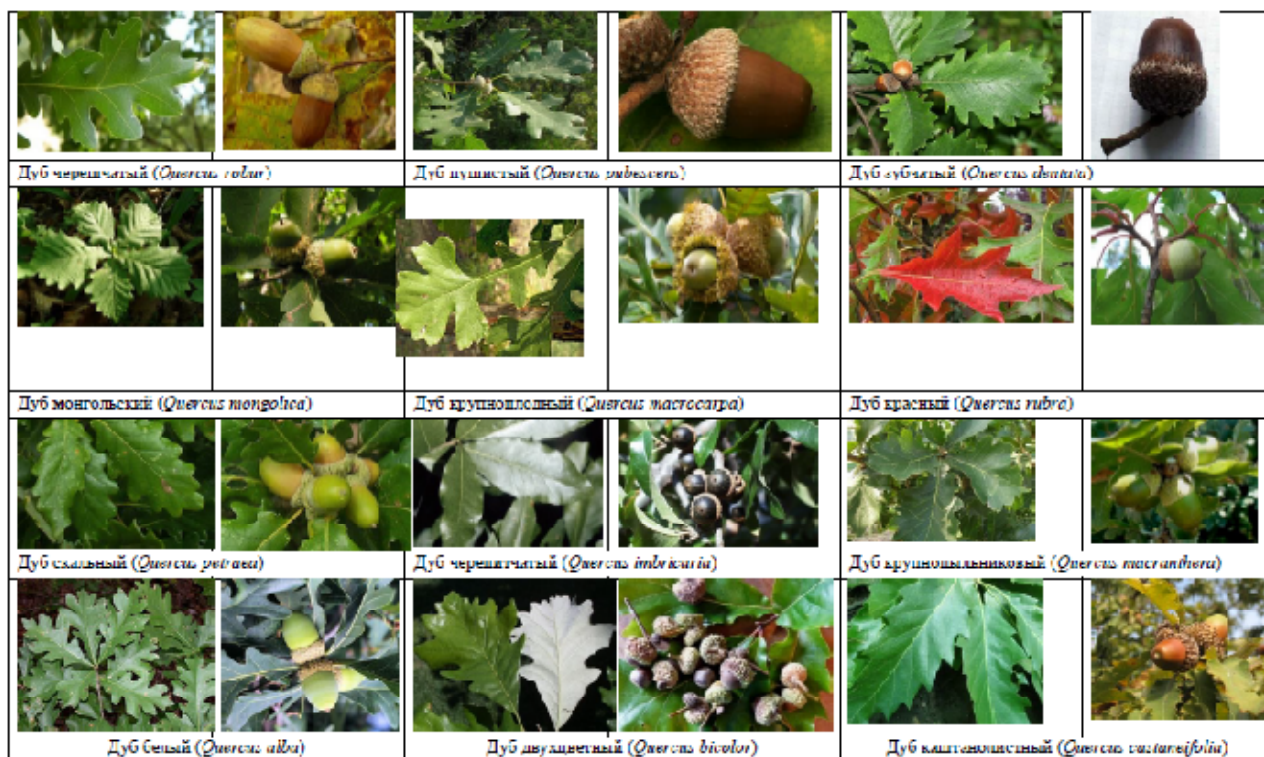 Дуб черешчатый (Quercus robur)
Дуб пушистый (Quercus pubescens)
Дуб зубчатый (Quercus dentata)
Дуб монгольский (Quercus mongolica)
Дуб крупноплодный (Quercus macrocarpa)
Дуб красный (Quercus rubra)
Дуб скальный (Quercus petraea)
Дуб черепитчатый (Quercus imbricaria)
Дуб крупнопыльниковый (Quercus macranthera)
Дуб белый (Quercus alba)
Дуб двухцветный (Quercus bicolor)
Дуб каштанолистный (Quercus castaneifolia)